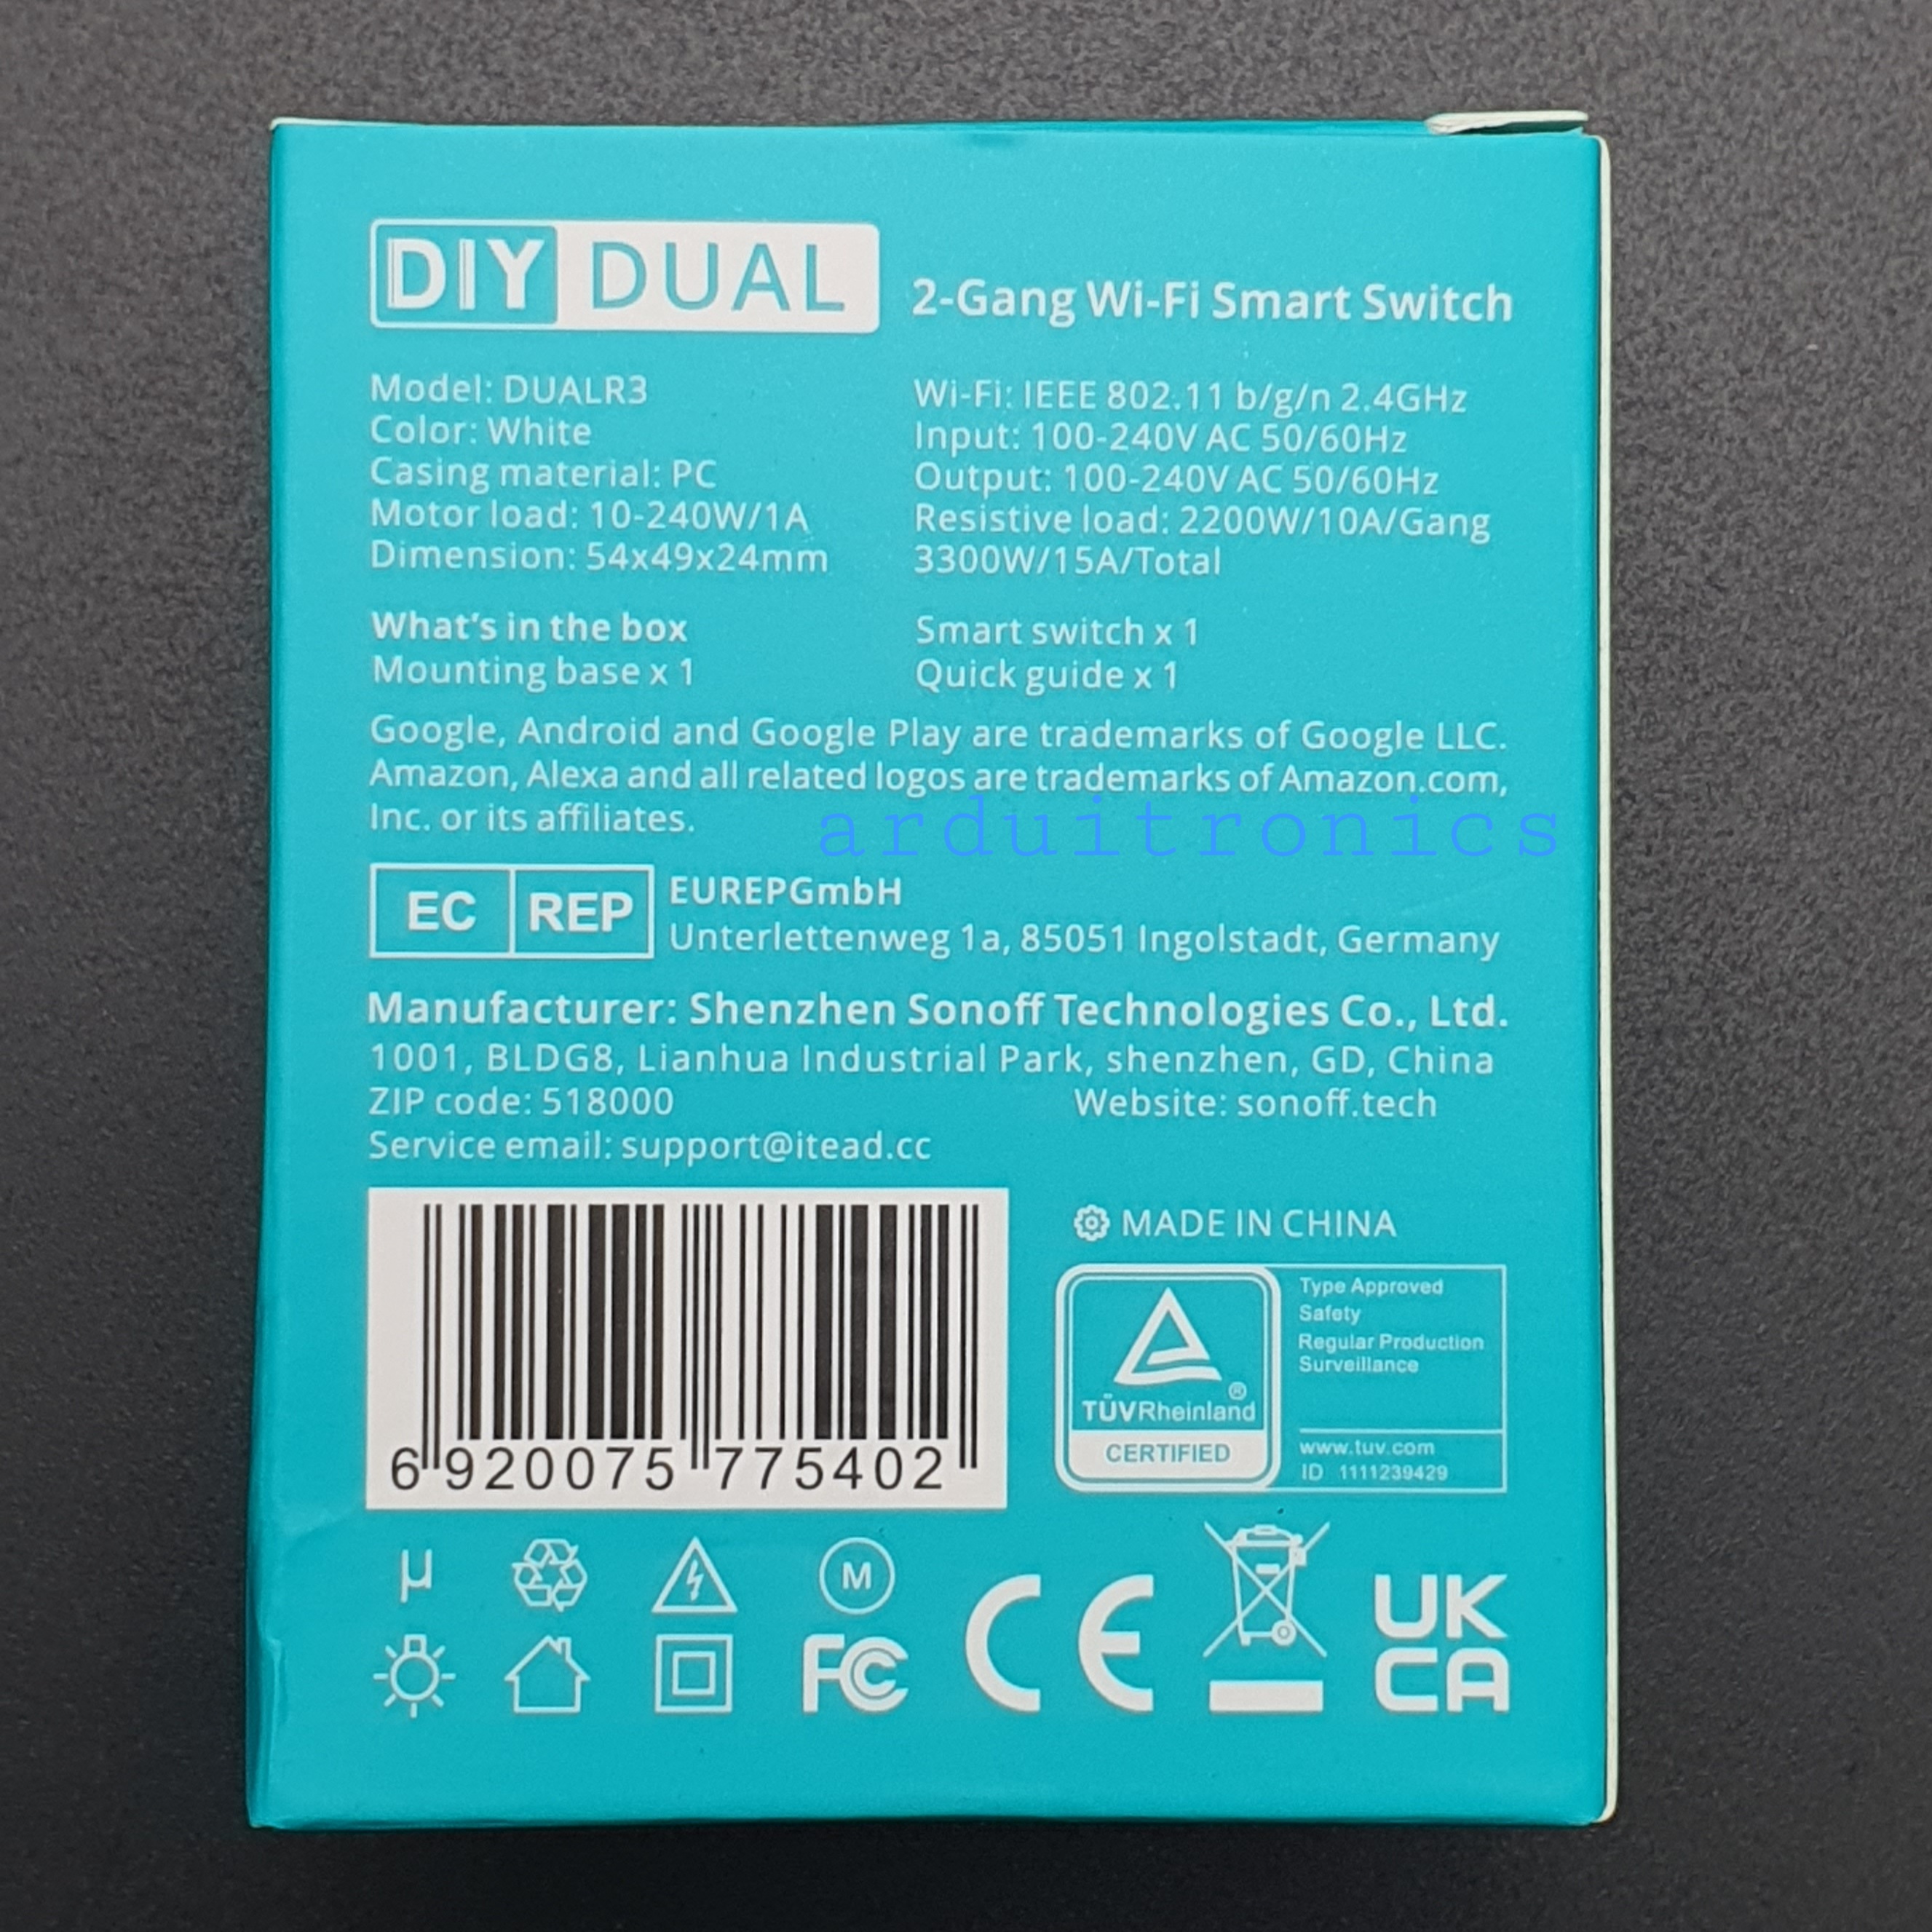 DIY DUAL 2-Gang Wi-Fi Smart Switch
Model: DUALR3
Color: White
Casing material: PC
Motor load: 10-240W/1A
Dimension: 54x49x24mm
Wi-Fi: IEEE 802.11 b/g/n 2.4GHz
Input: 100-240V AC 50/60Hz
Output: 100-240V AC 50/60Hz
Resistive load: 2200W/10A/Gang
3300W/15A/Total
What's in the box
Mounting base x 1
Smart switch x 1
Quick guide x 1
Google, Android and Google Play are trademarks of Google LLC.
Amazon, Alexa and all related logos are trademarks of Amazon.com,
Inc. or its affiliates.
arduitronics
EC REP
EUREPGmbH
Unterlettenweg 1a, 85051 Ingolstadt, Germany
Manufacturer: Shenzhen Sonoff Technologies Co., Ltd.
1001, BLDG8, Lianhua Industrial Park, shenzhen, GD, China
ZIP code: 518000
Website: sonoff.tech
Service email: support@itead.cc
6 920075 775402
MADE IN CHINA
TÜVRheinland®
CERTIFIED
Type Approved
Safety
Regular Production
Surveillance
www.tuv.com
ID 1111239429
μ
M
FC
CE
UK
CA